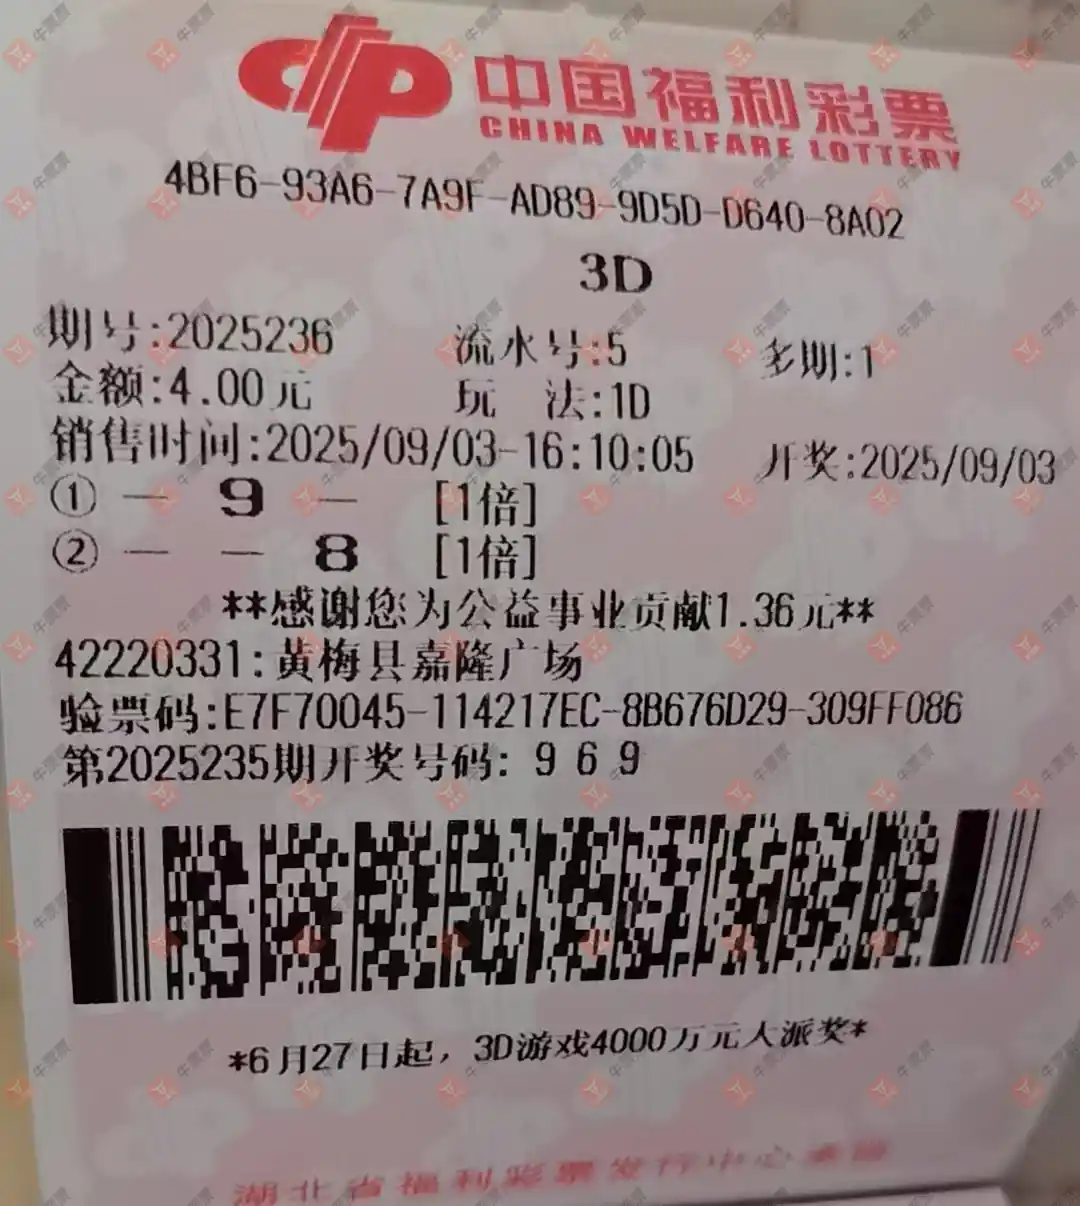 中国福利彩票
CHINA WELFARE LOTTERY
4BF6-93A6-7A9F-AD89-9D5D-D640-8A02
3D
期号:2025236 流水号:5 多期:1
金额:4.00元 玩 法:1D
销售时间:2025/09/03-16:10:05 开奖:2025/09/03
① — 9 — [1倍]
② — — 8 [1倍]
**感谢您为公益事业贡献1.36元**
42220331:黄梅县嘉隆广场
验票码:E7F70045-114217EC-8B676D29-309FF086
第2025235期开奖号码: 9 6 9
*6月27日起，3D游戏4000万元大派奖*
湖北省福利彩票发行中心承销
牛票票